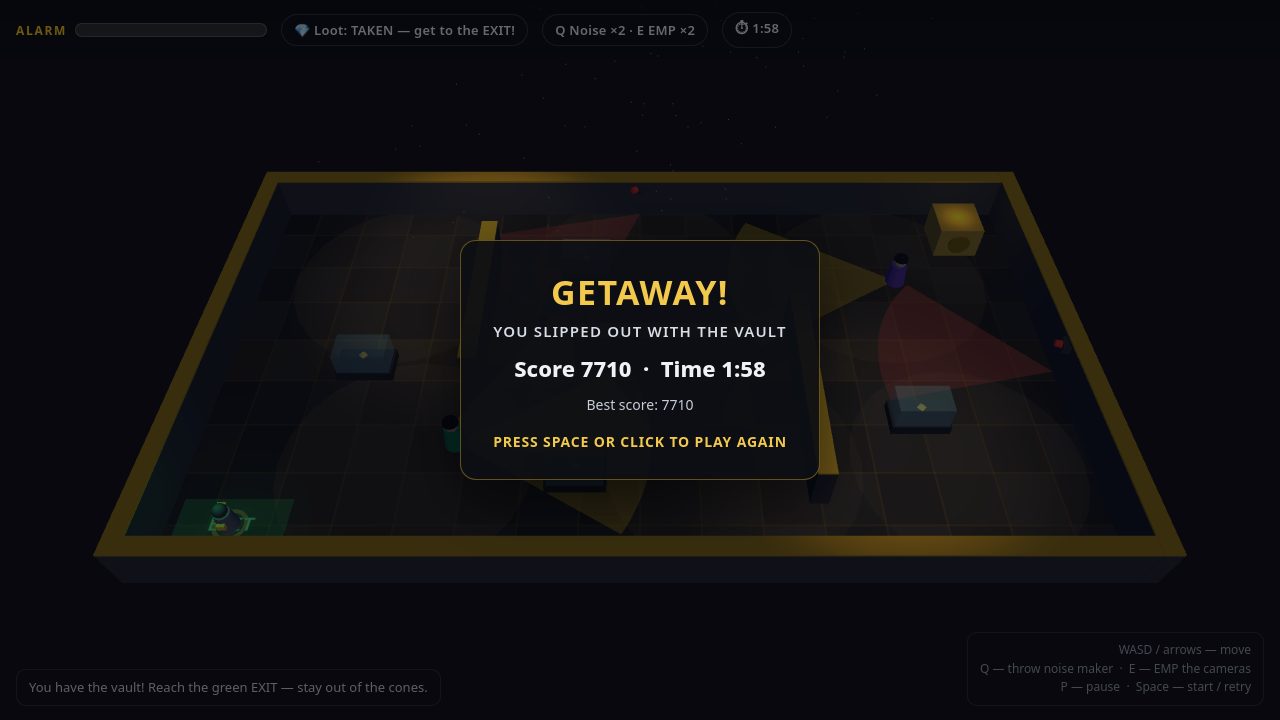 ALARM
💎 Loot: TAKEN — get to the EXIT!
Q Noise ×2 · E EMP ×2
⏱ 1:58
GETAWAY!
YOU SLIPPED OUT WITH THE VAULT
Score 7710 · Time 1:58
Best score: 7710
PRESS SPACE OR CLICK TO PLAY AGAIN
You have the vault! Reach the green EXIT — stay out of the cones.
WASD / arrows — move
Q — throw noise maker · E — EMP the cameras
P — pause · Space — start / retry